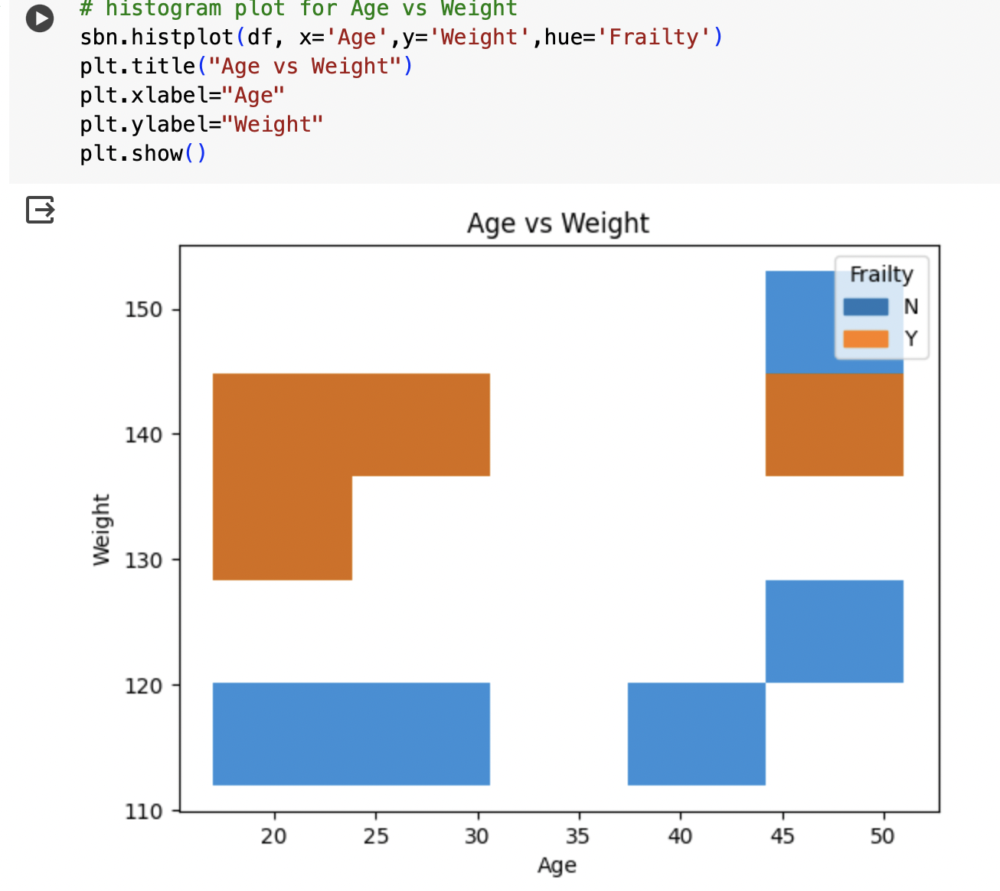 # histogram plot for Age vs Weight
sbn.histplot(df, x='Age',y='Weight',hue='Frailty')
plt.title("Age vs Weight")
plt.xlabel="Age"
plt.ylabel="Weight"
plt.show()
Age vs Weight
Frailty
N
Y
150
140
130
120
110
Weight
20 25 30 35 40 45 50
Age